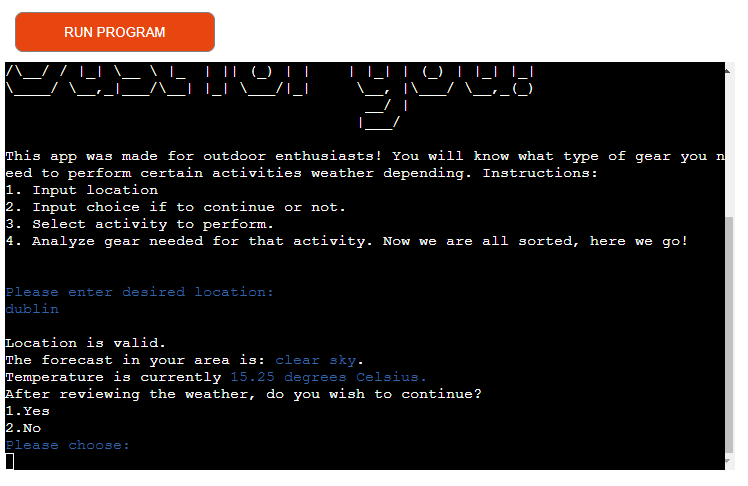 RUN PROGRAM
This app was made for outdoor enthusiasts! You will know what type of gear you n
eed to perform certain activities weather depending. Instructions:
1. Input location
2. Input choice if to continue or not.
3. Select activity to perform.
4. Analyze gear needed for that activity. Now we are all sorted, here we go!
Please enter desired location:
dublin
Location is valid.
The forecast in your area is: clear sky.
Temperature is currently 15.25 degrees Celsius.
After reviewing the weather, do you wish to continue?
1.Yes
2.No
Please choose: